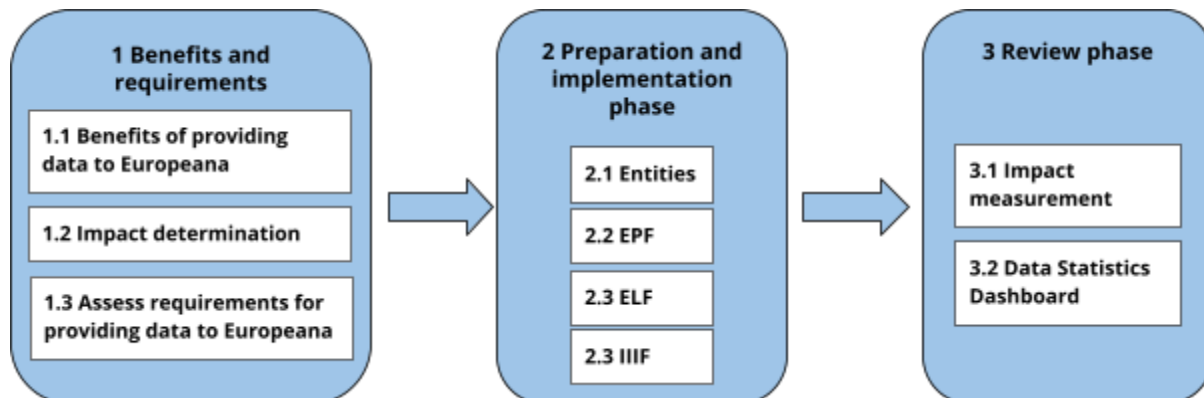 1 Benefits and
requirements
1.1 Benefits of providing
data to Europeana
1.2 Impact determination
1.3 Assess requirements for
providing data to Europeana
2 Preparation and
implementation
phase
2.1 Entities
2.2 EPF
2.3 ELF
2.3 IIIF
3 Review phase
3.1 Impact
measurement
3.2 Data Statistics
Dashboard